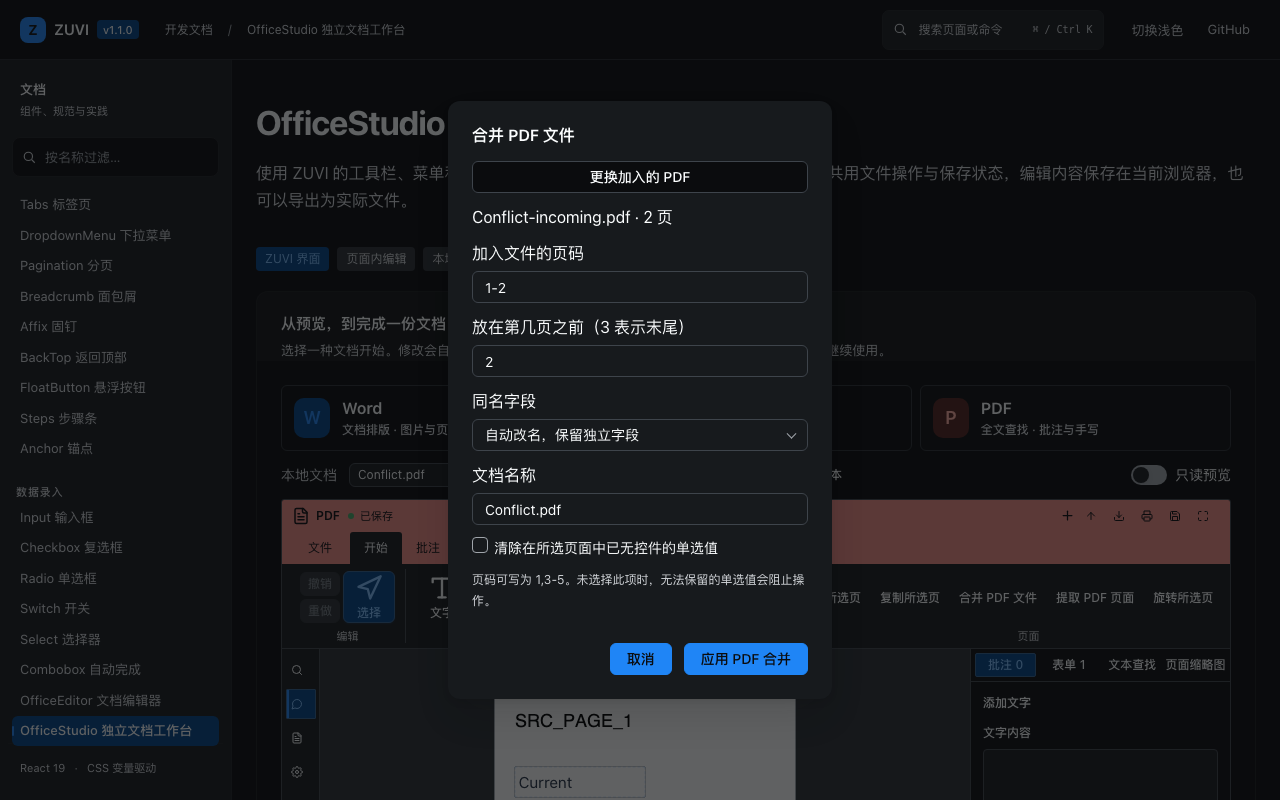 Z ZUVI v1.1.0 开发文档 / OfficeStudio 独立文档工作台 搜索页面或命令 ⌘ / Ctrl K 切换浅色 GitHub
文档
组件、规范与实践
按名称过滤...
Tabs 标签页
DropdownMenu 下拉菜单
Pagination 分页
Breadcrumb 面包屑
Affix 固钉
BackTop 返回顶部
FloatButton 悬浮按钮
Steps 步骤条
Anchor 锚点
数据录入
Input 输入框
Checkbox 复选框
Radio 单选框
Switch 开关
Select 选择器
Combobox 自动完成
OfficeEditor 文档编辑器
OfficeStudio 独立文档工作台
React 19 · CSS 变量驱动
OfficeStudio
使用 ZUVI 的工具栏、菜单 共用文件操作与保存状态，编辑内容保存在当前浏览器，也
可以导出为实际文件。
ZUVI 界面 页面内编辑
从预览，到完成一份文档
选择一种文档开始。修改会自 继续使用。
W Word
文档排版 · 图片与页
P PDF
全文查找 · 批注与手写
本地文档 Conflict.pdf 本 只读预览
PDF 已保存
文件 开始 批注
撤销
重做
选择
文字
编辑
所选页 复制所选页 合并 PDF 文件 提取 PDF 页面 旋转所选页
页面
批注 0 表单 1 文本查找 页面缩略图
添加文字
文字内容
SRC_PAGE_1
Current
合并 PDF 文件
更换加入的 PDF
Conflict-incoming.pdf · 2 页
加入文件的页码
1-2
放在第几页之前（3 表示末尾）
2
同名字段
自动改名，保留独立字段
文档名称
Conflict.pdf
清除在所选页面中已无控件的单选值
页码可写为 1,3-5。未选择此项时，无法保留的单选值会阻止操
作。
取消 应用 PDF 合并